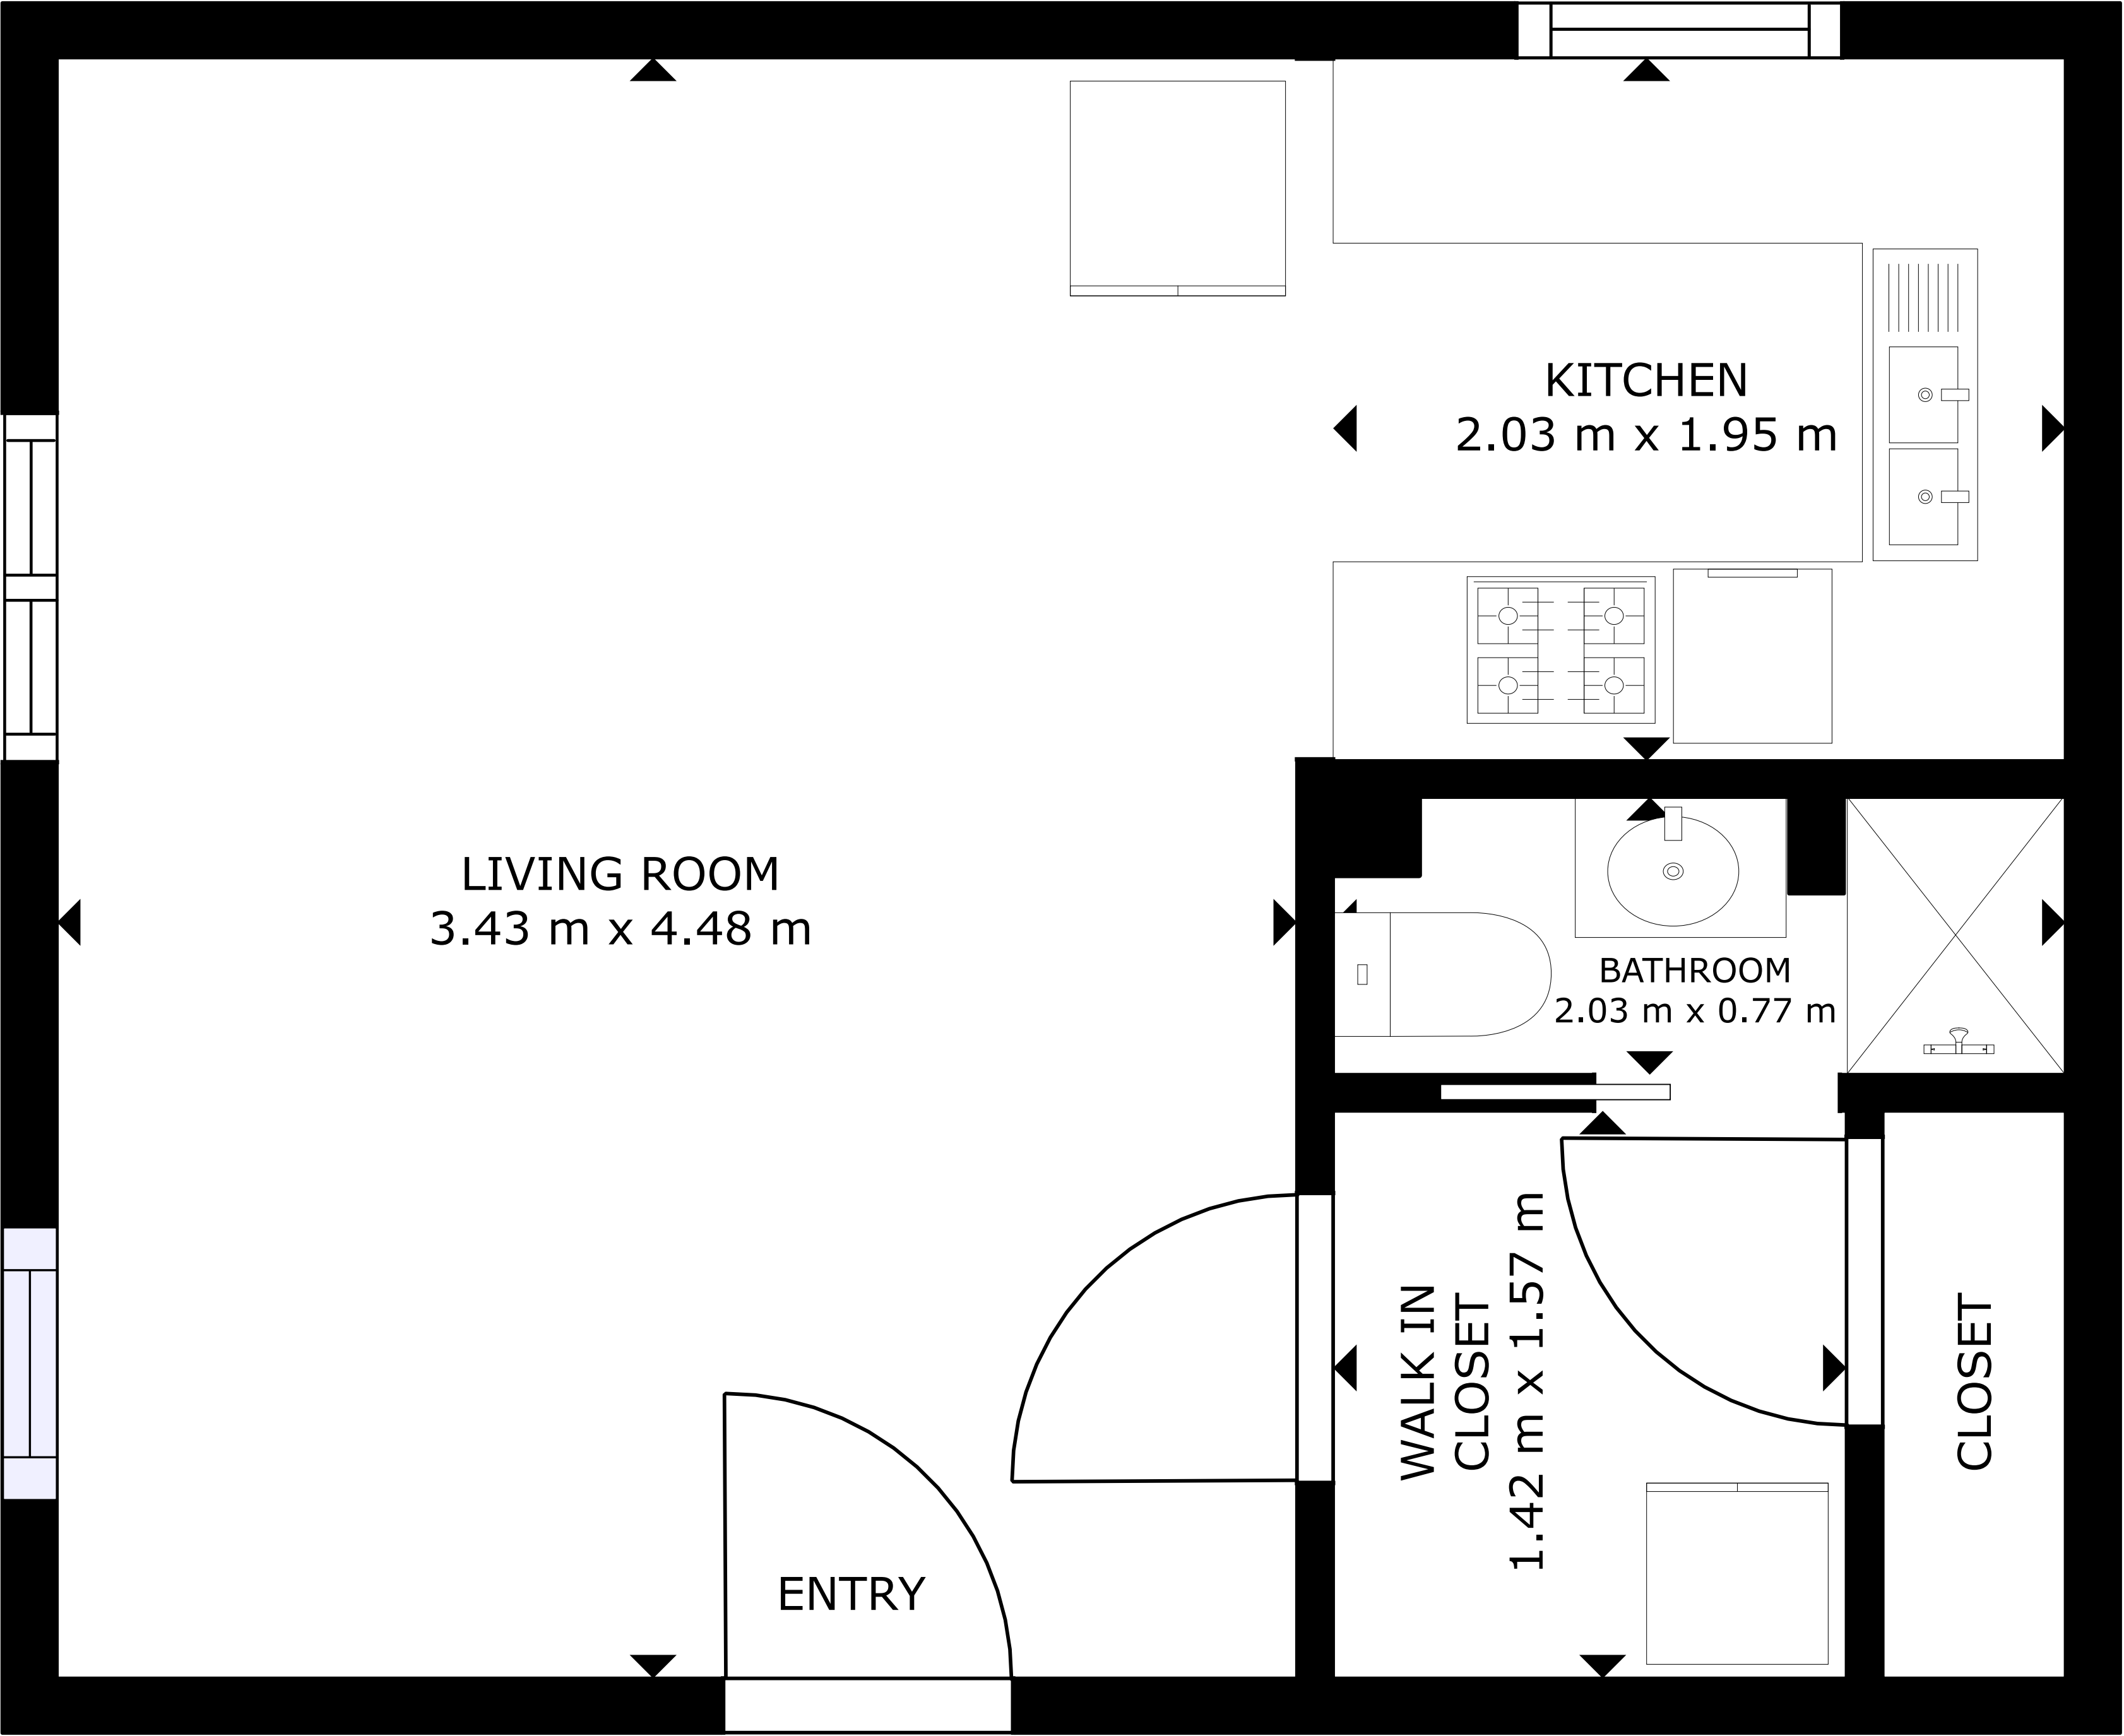 KITCHEN
2.03 m x 1.95 m
LIVING ROOM
3.43 m x 4.48 m
BATHROOM
2.03 m x 0.77 m
WALK IN
CLOSET
1.42 m x 1.57 m
CLOSET
ENTRY